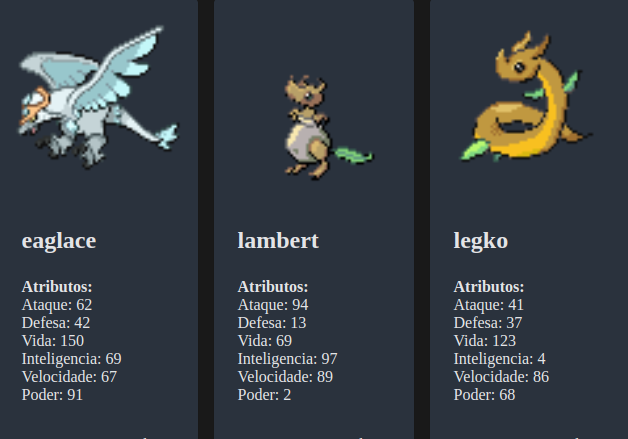 eaglace
Atributos:
Ataque: 62
Defesa: 42
Vida: 150
Inteligencia: 69
Velocidade: 67
Poder: 91
lambert
Atributos:
Ataque: 94
Defesa: 13
Vida: 69
Inteligencia: 97
Velocidade: 89
Poder: 2
legko
Atributos:
Ataque: 41
Defesa: 37
Vida: 123
Inteligencia: 4
Velocidade: 86
Poder: 68